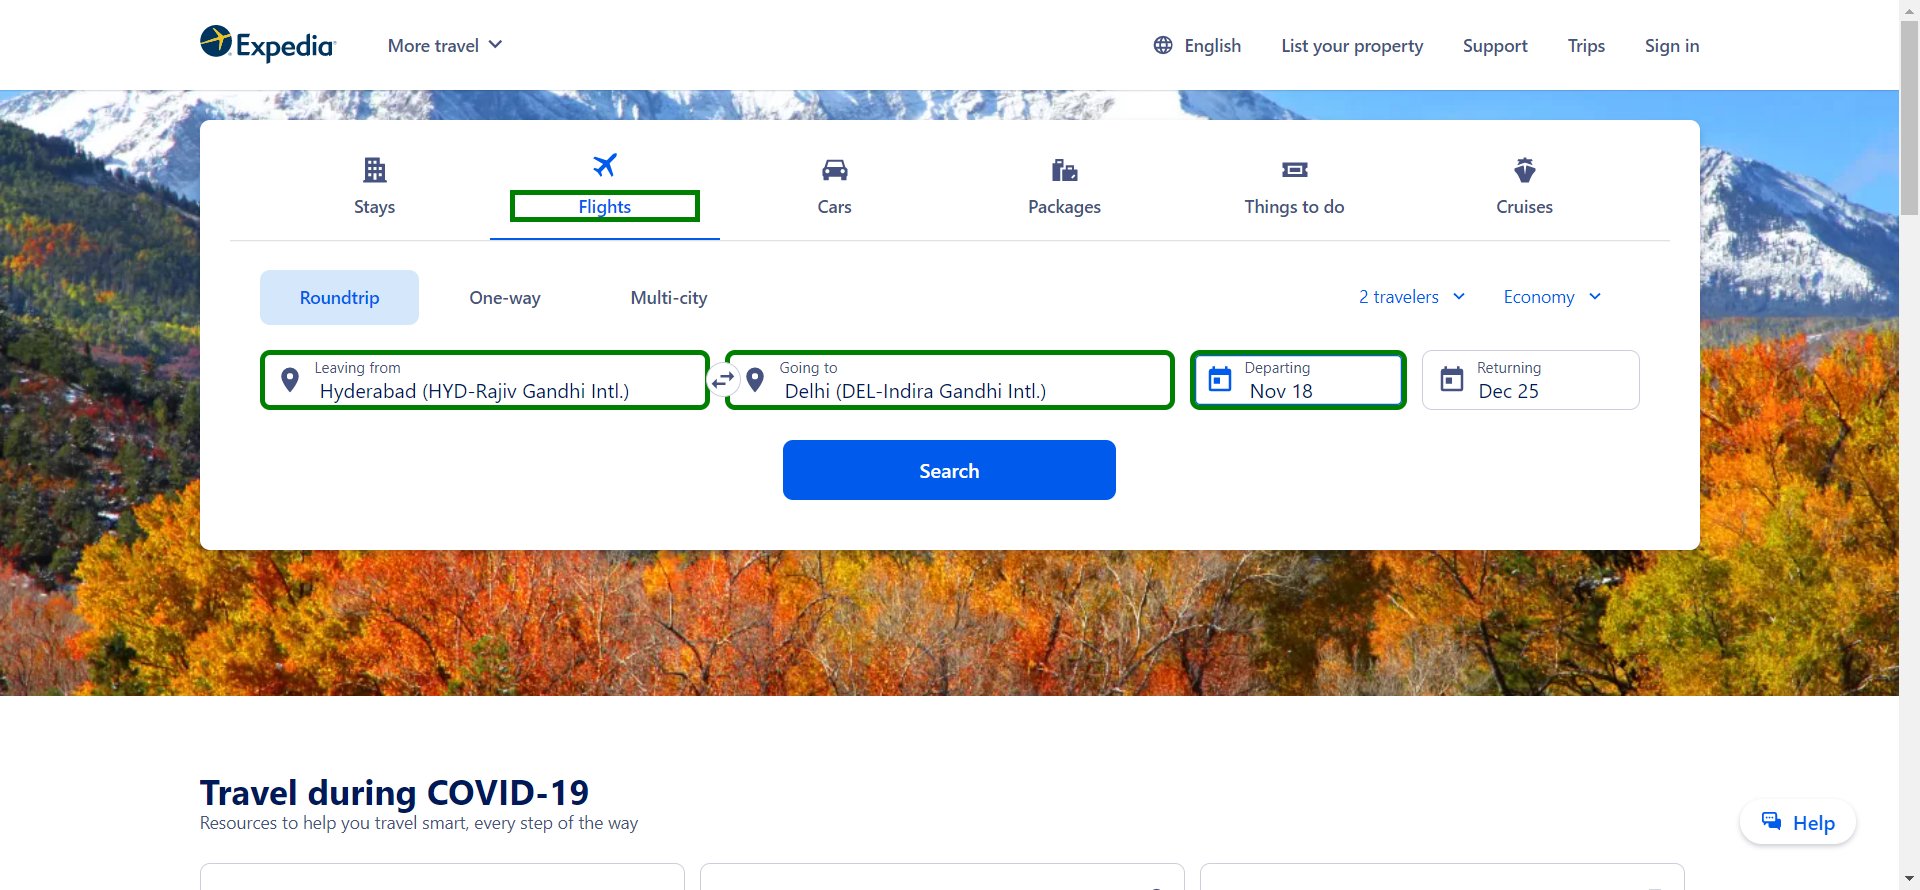 Expedia
More travel
English
List your property
Support
Trips
Sign in
Stays
Flights
Cars
Packages
Things to do
Cruises
Roundtrip
One-way
Multi-city
2 travelers
Economy
Leaving from
Hyderabad (HYD-Rajiv Gandhi Intl.)
Going to
Delhi (DEL-Indira Gandhi Intl.)
Departing
Nov 18
Returning
Dec 25
Search
Travel during COVID-19
Resources to help you travel smart, every step of the way
Help